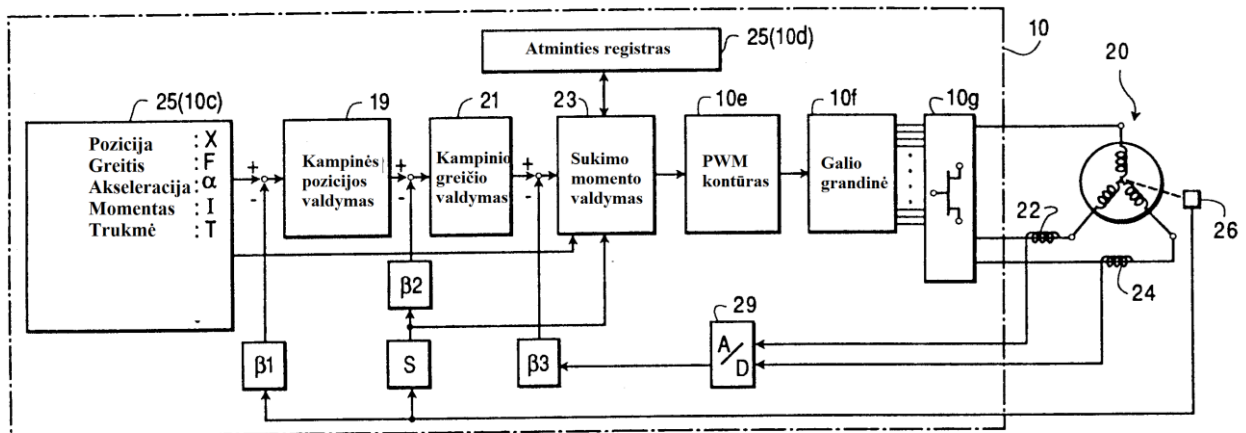 Atminties registras
25(10d)
10
20
25(10c)
19
21
23
10e
10f
10g
Pozicija : X
Greitis : F
Akseleracija : α
Momentas : I
Trukmė : T
+
-
Kampinės
pozicijos
valdymas
+
-
Kampinio
greičio
valdymas
+
-
Sukimo
momento
valdymas
PWM
kontūras
Galio
grandinė
22
26
24
β2
29
A/D
β1
S
β3